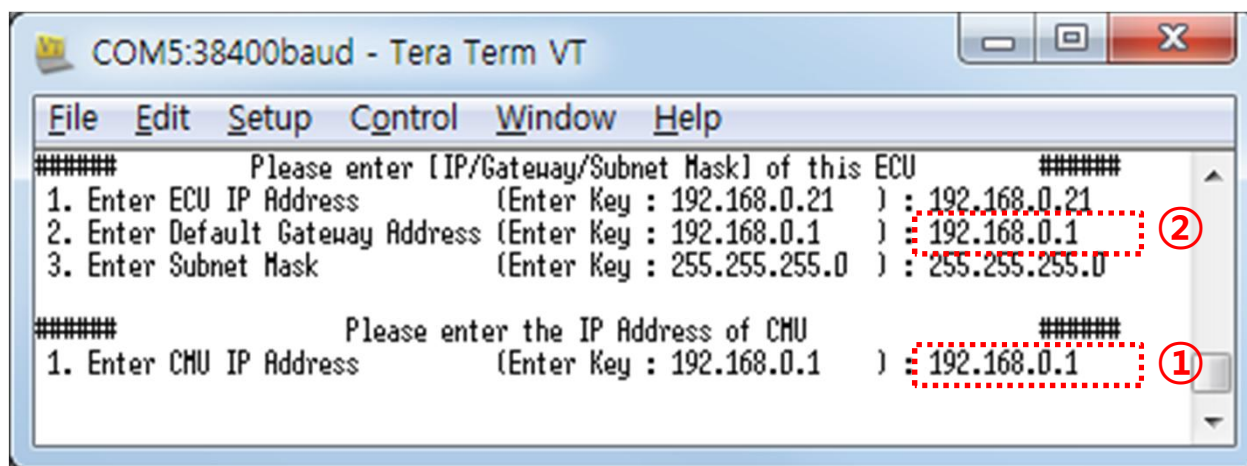 COM5:38400baud - Tera Term VT
File Edit Setup Control Window Help
###### Please enter [IP/Gateway/Subnet Mask] of this ECU ######
1. Enter ECU IP Address (Enter Key : 192.168.0.21 ) : 192.168.0.21
2. Enter Default Gateway Address (Enter Key : 192.168.0.1 ) : 192.168.0.1 ②
3. Enter Subnet Mask (Enter Key : 255.255.255.0 ) : 255.255.255.0
###### Please enter the IP Address of CMU ######
1. Enter CMU IP Address (Enter Key : 192.168.0.1 ) : 192.168.0.1 ①